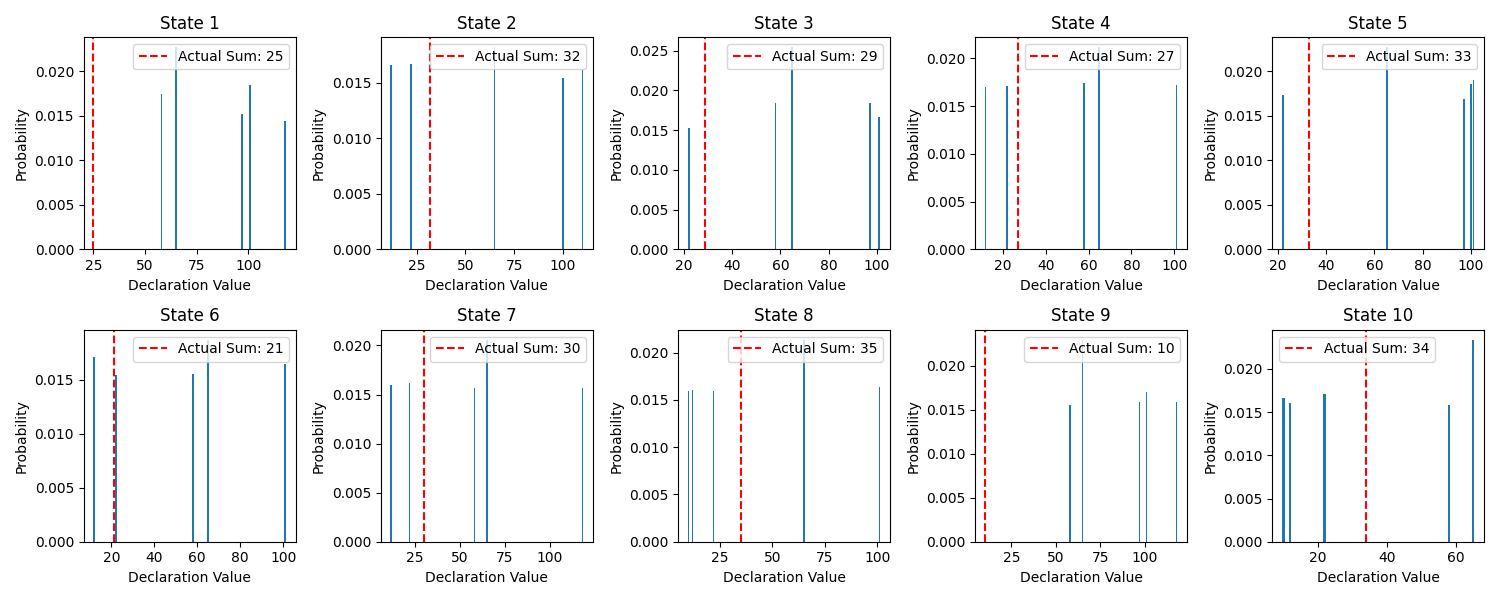 State 1
Actual Sum: 25
0.020
0.015
0.010
0.005
0.000
Probability
25 50 75 100
Declaration Value
State 2
Actual Sum: 32
0.015
0.010
0.005
0.000
Probability
25 50 75 100
Declaration Value
State 3
Actual Sum: 29
0.025
0.020
0.015
0.010
0.005
0.000
Probability
20 40 60 80 100
Declaration Value
State 4
Actual Sum: 27
0.020
0.015
0.010
0.005
0.000
Probability
20 40 60 80 100
Declaration Value
State 5
Actual Sum: 33
0.020
0.015
0.010
0.005
0.000
Probability
20 40 60 80 100
Declaration Value
State 6
Actual Sum: 21
0.015
0.010
0.005
0.000
Probability
20 40 60 80 100
Declaration Value
State 7
Actual Sum: 30
0.020
0.015
0.010
0.005
0.000
Probability
25 50 75 100
Declaration Value
State 8
Actual Sum: 35
0.020
0.015
0.010
0.005
0.000
Probability
25 50 75 100
Declaration Value
State 9
Actual Sum: 10
0.020
0.015
0.010
0.005
0.000
Probability
25 50 75 100
Declaration Value
State 10
Actual Sum: 34
0.020
0.015
0.010
0.005
0.000
Probability
20 40 60
Declaration Value